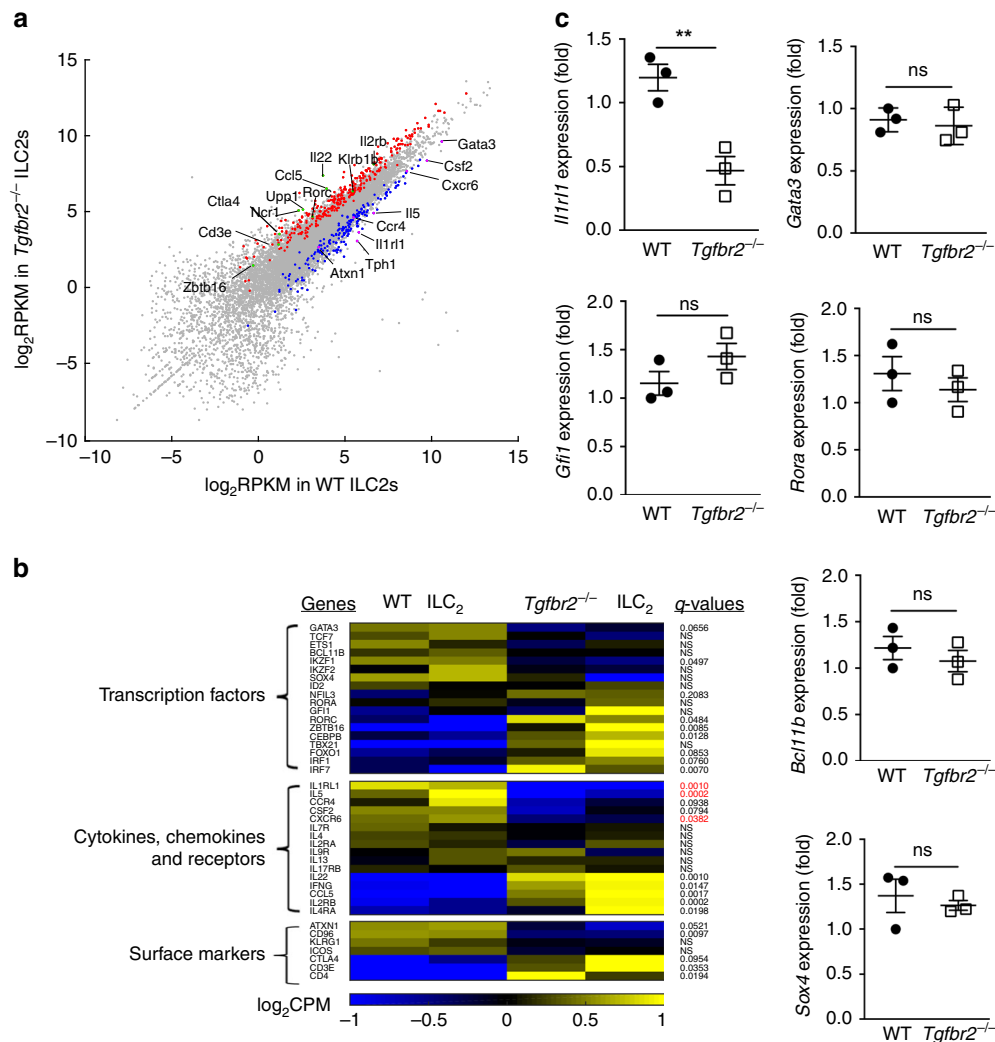 a
log2RPKM in Tgfbr2−/− ILC2s
15
10
5
0
−5
−10
−10
−5
0
5
10
15
log2RPKM in WT ILC2s
Il2rb
Il22
Klrb1b
Ccl5
Rorc
Upp1
Ctla4
Ncr1
Cd3e
Zbtb16
Gata3
Csf2
Cxcr6
Il5
Ccr4
Il1rl1
Tph1
Atxn1
b
Genes WT ILC2 Tgfbr2−/− ILC2 q-values
Transcription factors
GATA3 0.0656
TCF7 NS
ETS1 NS
BCL11B NS
IKZF1 0.0497
IKZF2 NS
SOX4 NS
ID2 NS
NFIL3 0.2083
RORA NS
GFI1 NS
RORC 0.0484
ZBTB16 0.0085
CEBPB 0.0128
TBX21 NS
FOXO1 0.0853
IRF1 0.0760
IRF7 0.0070
Cytokines, chemokines
and receptors
IL1RL1 0.0010
IL5 0.0002
CCR4 0.0938
CSF2 0.0794
CXCR6 0.0382
IL7R NS
IL4 NS
IL2RA NS
IL9R NS
IL13 NS
IL17RB NS
IL22 0.0010
IFNG 0.0147
CCL5 0.0017
IL2RB 0.0002
IL4RA 0.0198
Surface markers
ATXN1 0.0521
CD96 0.0097
KLRG1 NS
ICOS NS
CTLA4 0.0954
CD3E 0.0353
CD4 0.0194
log2CPM
−1 −0.5 0 0.5 1
c
Il1rl1 expression (fold)
1.5
1.0
0.5
0.0
**
WT Tgfbr2−/−
Gata3 expression (fold)
1.5
1.0
0.5
0.0
ns
WT Tgfbr2−/−
Gfi1 expression (fold)
2.0
1.5
1.0
0.5
0.0
ns
WT Tgfbr2−/−
Rora expression (fold)
2.0
1.5
1.0
0.5
0.0
ns
WT Tgfbr2−/−
Bcl11b expression (fold)
2.0
1.5
1.0
0.5
0.0
ns
WT Tgfbr2−/−
Sox4 expression (fold)
2.0
1.5
1.0
0.5
0.0
ns
WT Tgfbr2−/−